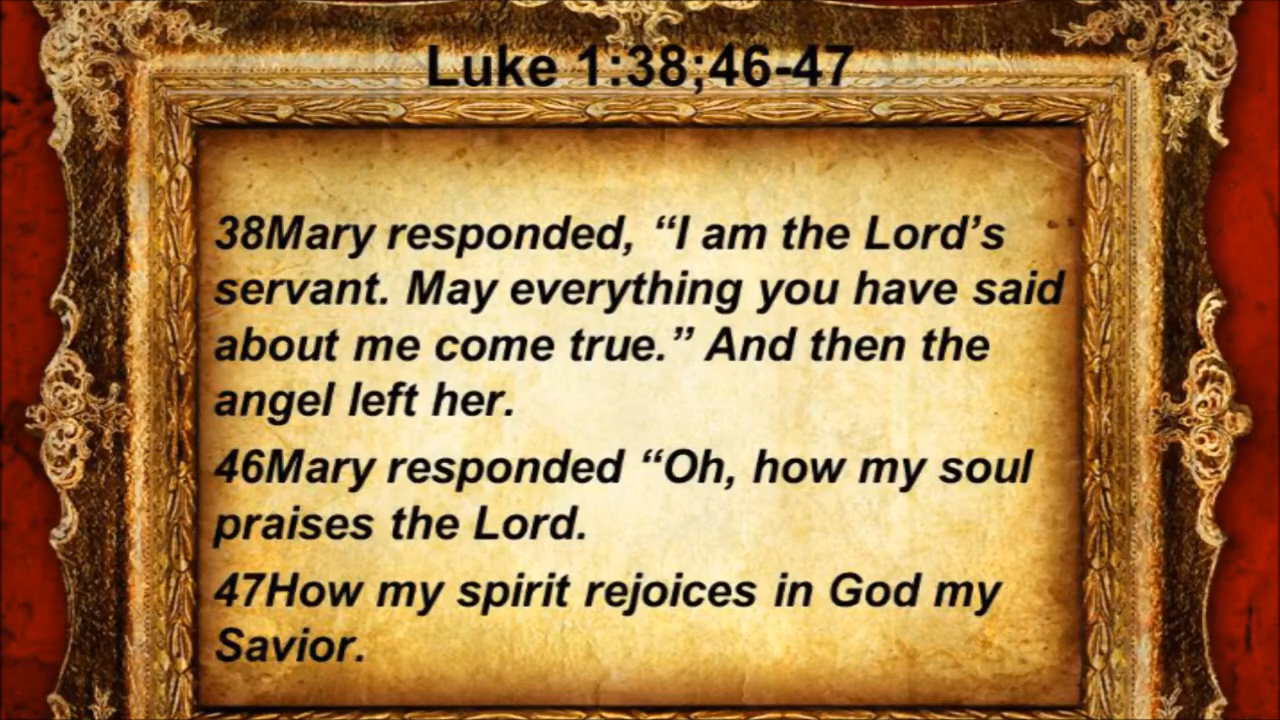 Luke 1:38;46-47
38Mary responded, “I am the Lord’s
servant. May everything you have said
about me come true.” And then the
angel left her.
46Mary responded “Oh, how my soul
praises the Lord.
47How my spirit rejoices in God my
Savior.